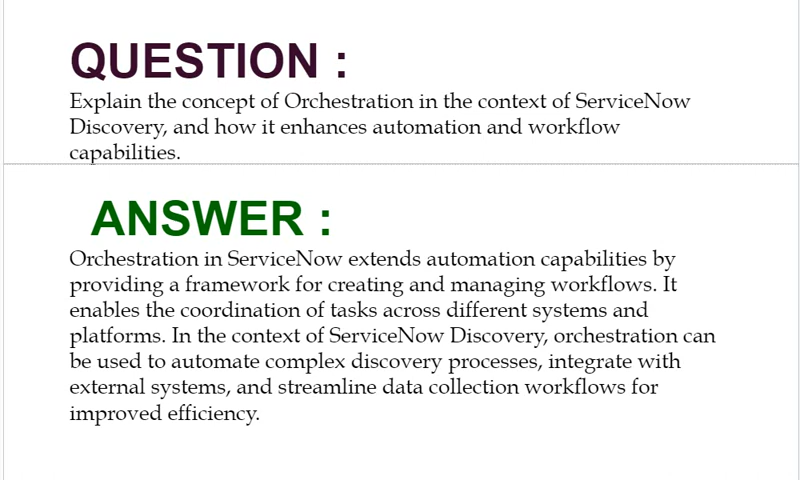 QUESTION :
Explain the concept of Orchestration in the context of ServiceNow
Discovery, and how it enhances automation and workflow
capabilities.
ANSWER :
Orchestration in ServiceNow extends automation capabilities by
providing a framework for creating and managing workflows. It
enables the coordination of tasks across different systems and
platforms. In the context of ServiceNow Discovery, orchestration can
be used to automate complex discovery processes, integrate with
external systems, and streamline data collection workflows for
improved efficiency.